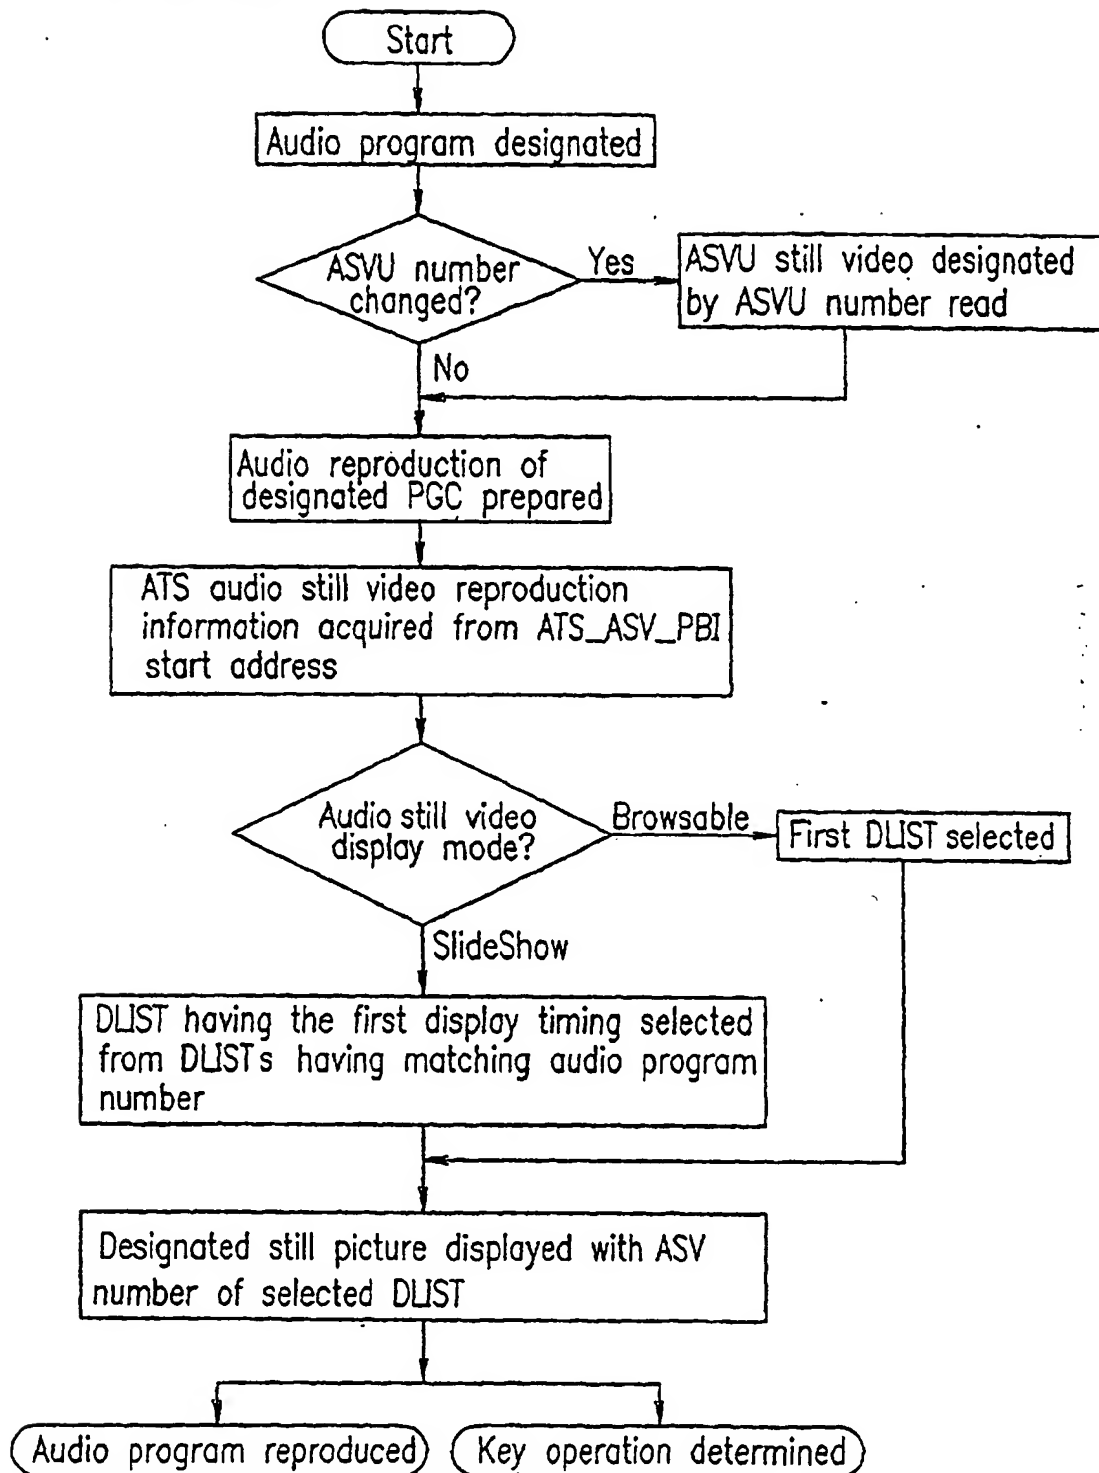 Start
Audio program designated
ASVU number
changed?
Yes
ASVU still video designated
by ASVU number read
No
Audio reproduction of
designated PGC prepared
ATS audio still video reproduction
information acquired from ATS_ASV_PBI
start address
Audio still video
display mode?
Browsable
First DLIST selected
SlideShow
DLIST having the first display timing selected
from DLISTs having matching audio program
number
Designated still picture displayed with ASV
number of selected DLIST
Audio program reproduced
Key operation determined